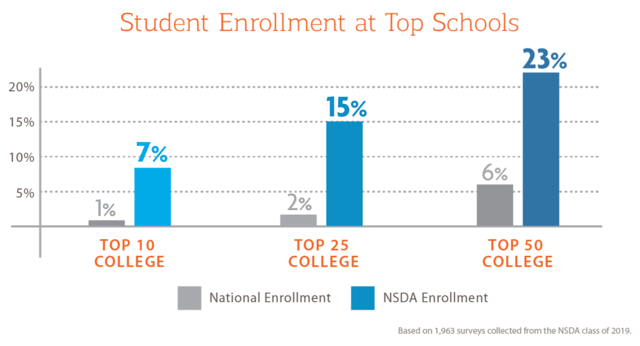 Student Enrollment at Top Schools
23%
20%
15%
15%
10%
7%
6%
5%
2%
1%
TOP 10
COLLEGE
TOP 25
COLLEGE
TOP 50
COLLEGE
National Enrollment
NSDA Enrollment
Based on 1,963 surveys collected from the NSDA class of 2019.